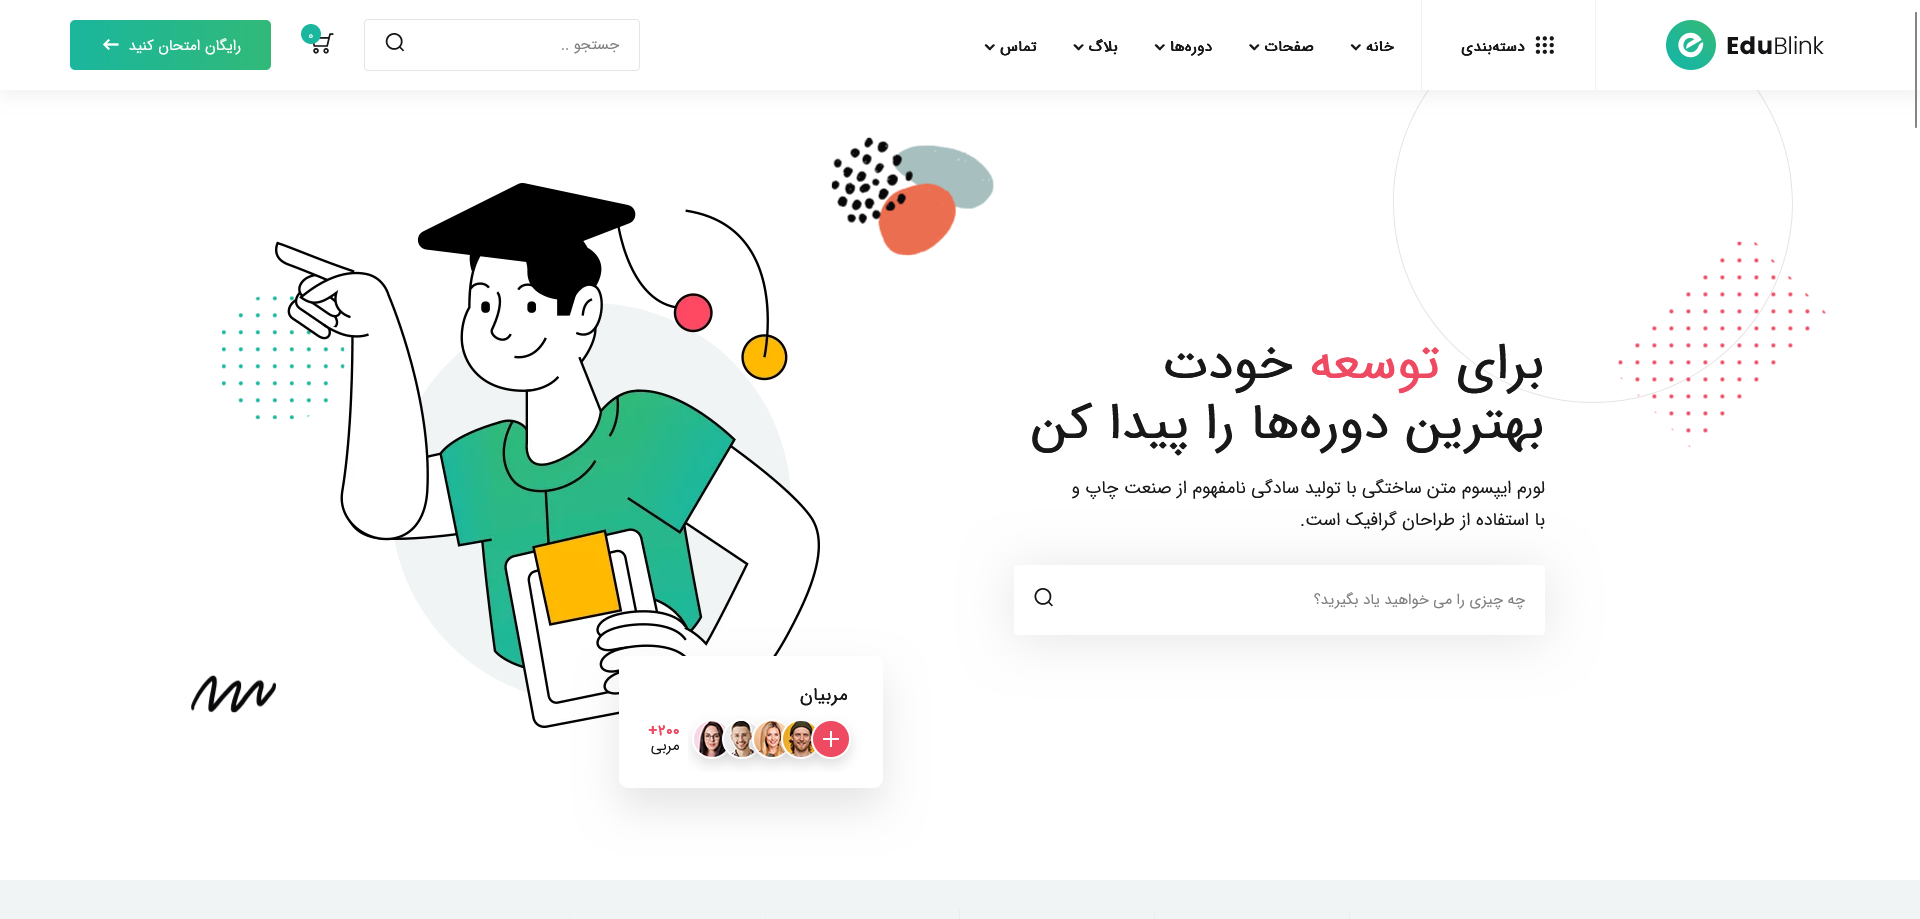 EduBlink
دسته‌بندی
خانه
صفحات
دوره‌ها
بلاگ
تماس
جستجو ..
۰
رایگان امتحان کنید
برای توسعه خودت
بهترین دوره‌ها را پیدا کن
لورم ایپسوم متن ساختگی با تولید سادگی نامفهوم از صنعت چاپ و
با استفاده از طراحان گرافیک است.
چه چیزی را می خواهید یاد بگیرید؟
مربیان
+۲۰۰
مربی